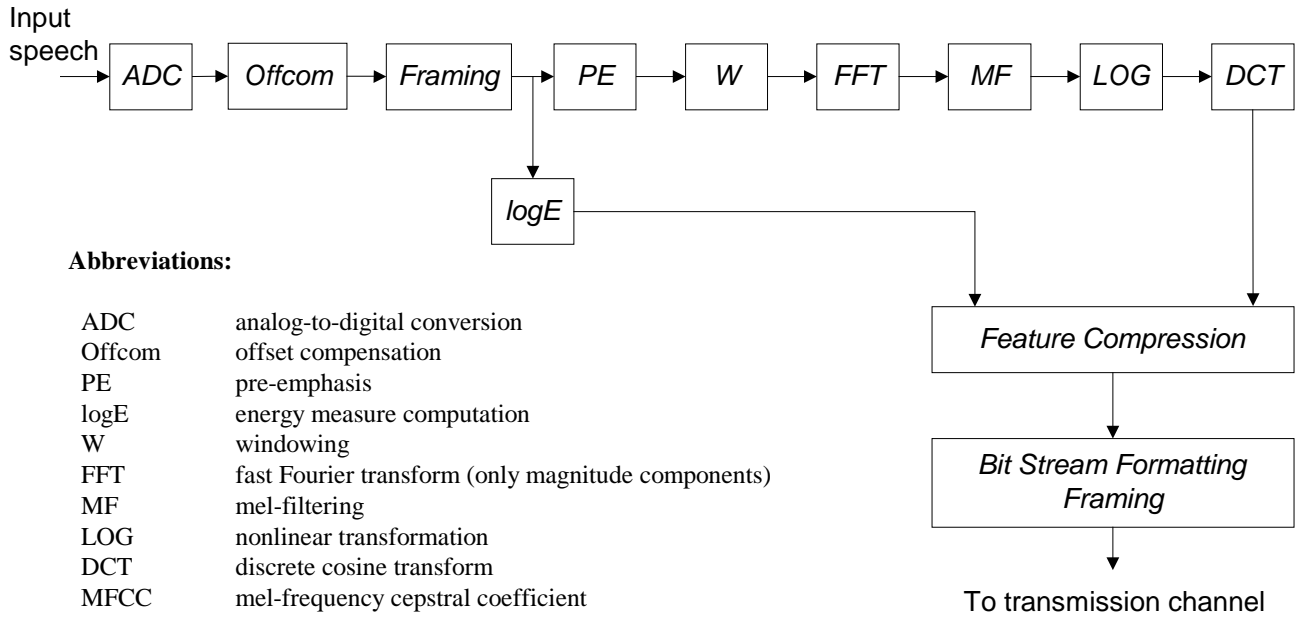 Input
speech
ADC
Offcom
Framing
PE
W
FFT
MF
LOG
DCT
logE
Abbreviations:
ADC analog-to-digital conversion
Offcom offset compensation
PE pre-emphasis
logE energy measure computation
W windowing
FFT fast Fourier transform (only magnitude components)
MF mel-filtering
LOG nonlinear transformation
DCT discrete cosine transform
MFCC mel-frequency cepstral coefficient
Feature Compression
Bit Stream Formatting
Framing
To transmission channel